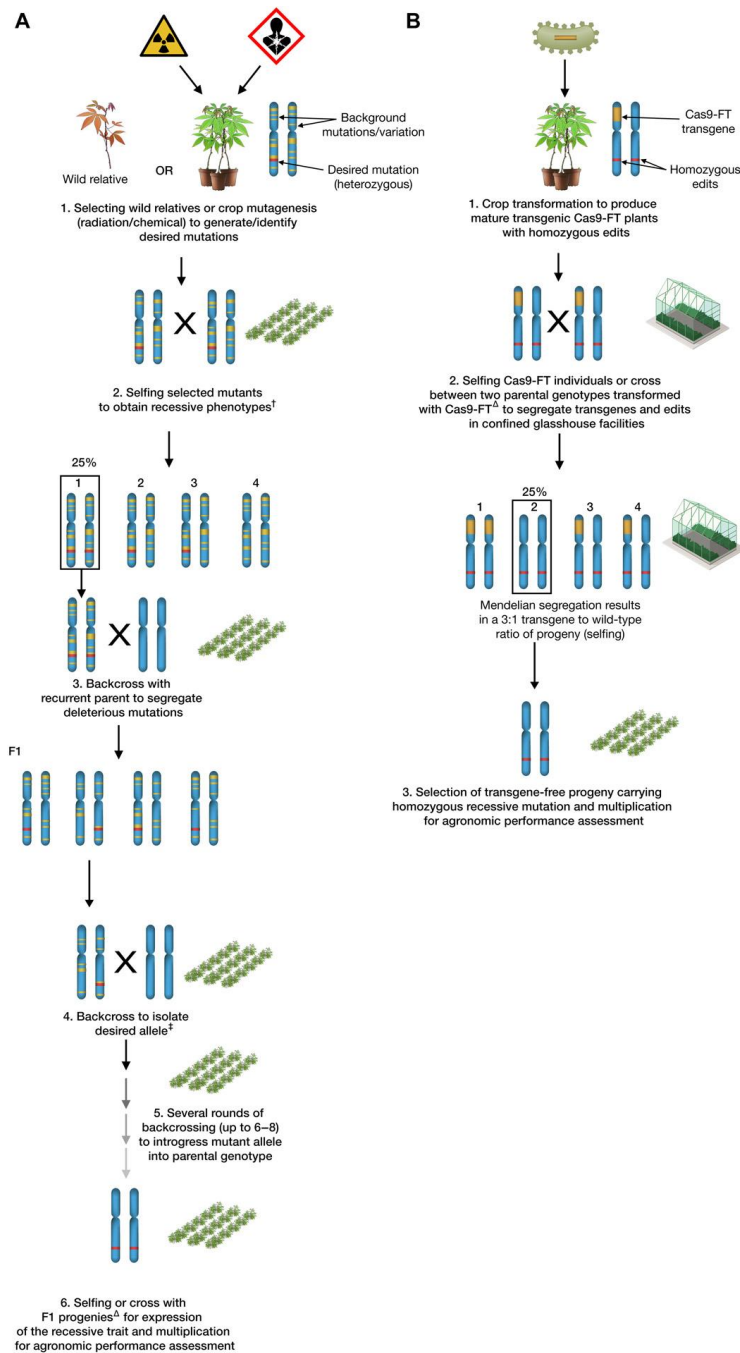 A
Background
mutations/variation
Wild relative
OR
Desired mutation
(heterozygous)
1. Selecting wild relatives or crop mutagenesis
(radiation/chemical) to generate/identify
desired mutations
X
2. Selfing selected mutants
to obtain recessive phenotypes†
25%
1 2 3 4
X
3. Backcross with
recurrent parent to segregate
deleterious mutations
F1
X
4. Backcross to isolate
desired allele‡
5. Several rounds of
backcrossing (up to 6–8)
to introgress mutant allele
into parental genotype
6. Selfing or cross with
F1 progenies Δ for expression
of the recessive trait and multiplication
for agronomic performance assessment
B
Cas9-FT
transgene
Homozygous
edits
1. Crop transformation to produce
mature transgenic Cas9-FT plants
with homozygous edits
X
2. Selfing Cas9-FT individuals or cross
between two parental genotypes transformed
with Cas9-FT Δ to segregate transgenes and edits
in confined glasshouse facilities
25%
1 2 3 4
Mendelian segregation results
in a 3:1 transgene to wild-type
ratio of progeny (selfing)
3. Selection of transgene-free progeny carrying
homozygous recessive mutation and multiplication
for agronomic performance assessment